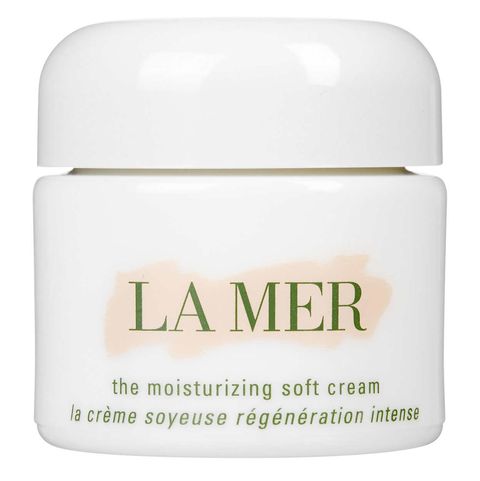 LA MER
the moisturizing soft cream
la crème soyeuse régénération intense